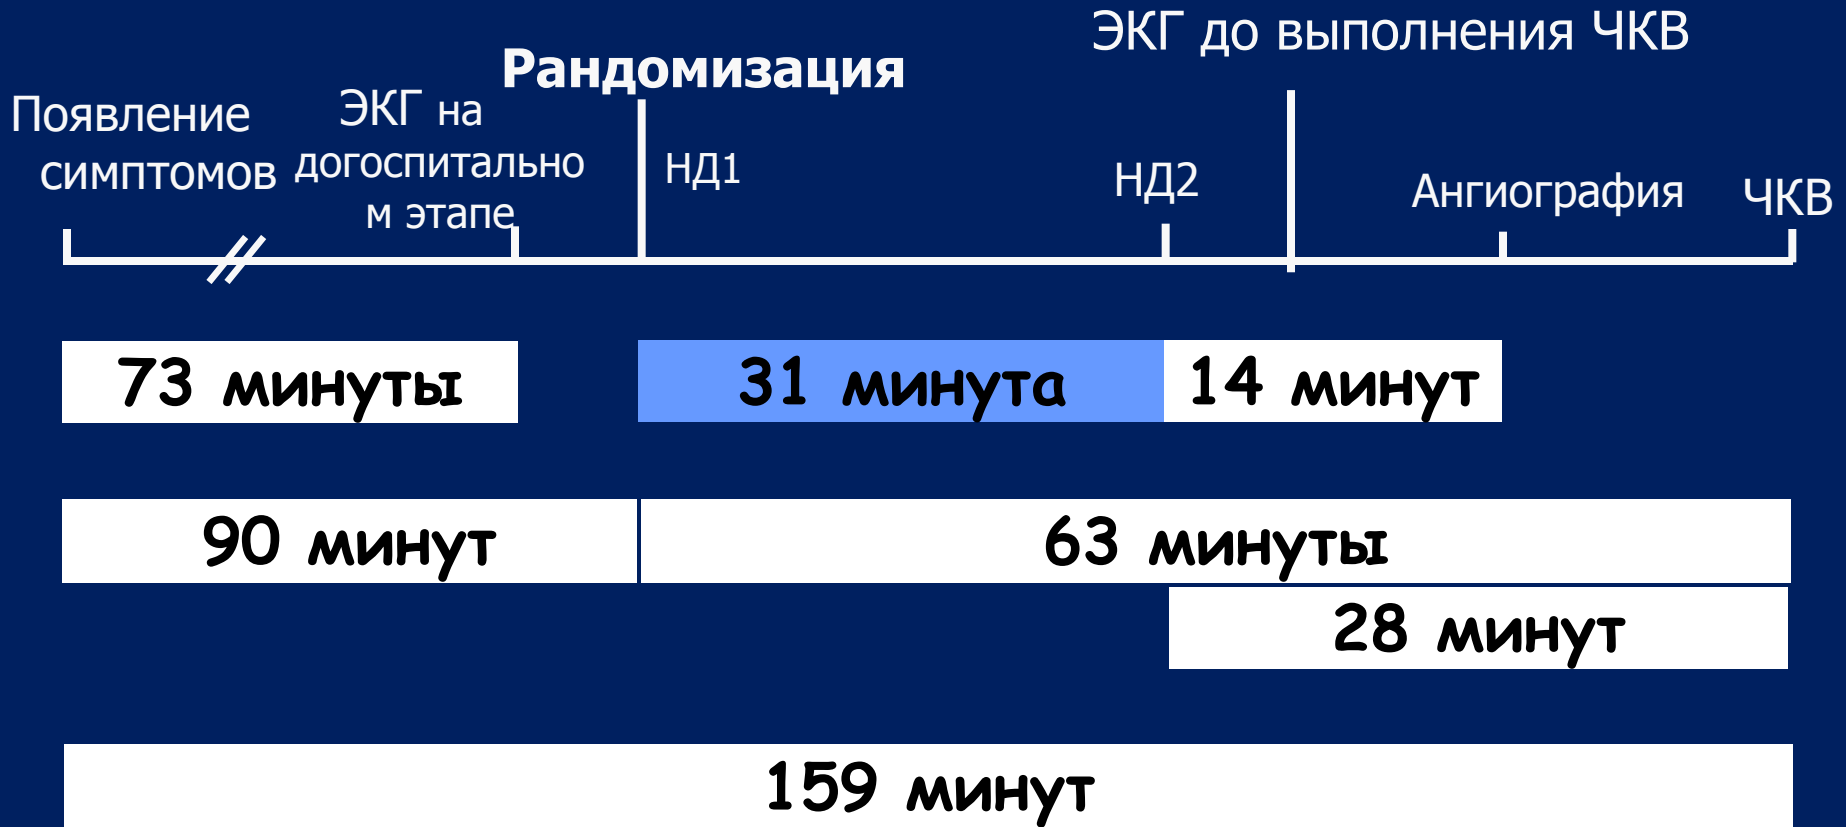 ЭКГ до выполнения ЧКВ
Рандомизация
Появление
симптомов
ЭКГ на
догоспитально
м этапе
НД1
НД2
Ангиография
ЧКВ
73 минуты
31 минута
14 минут
90 минут
63 минуты
28 минут
159 минут